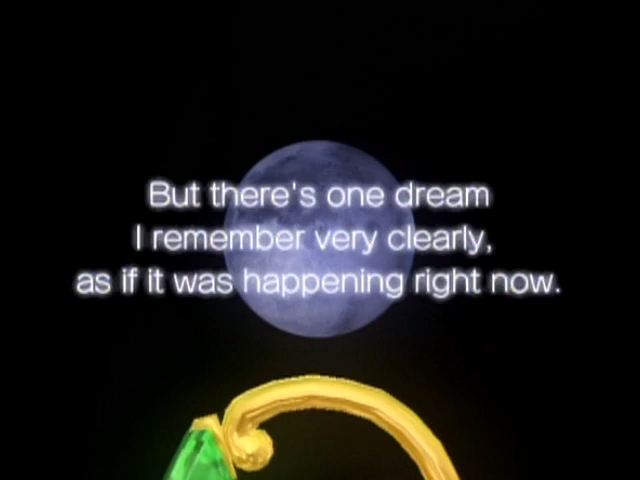 But there's one dream
I remember very clearly,
as if it was happening right now.